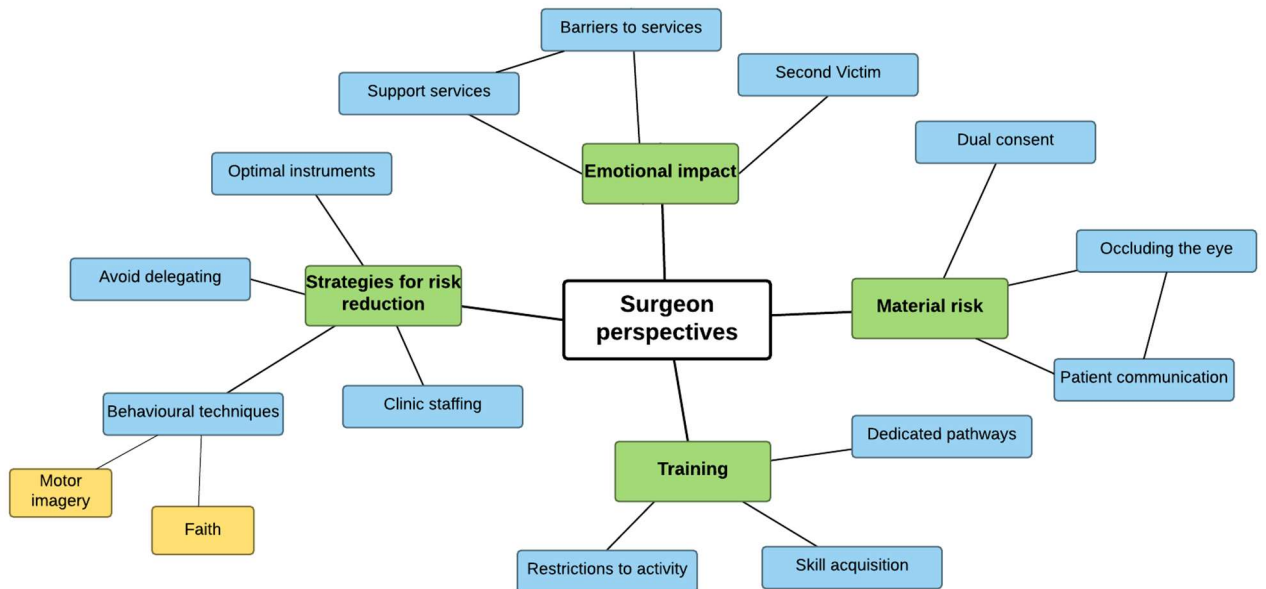 Barriers to services
Second Victim
Support services
Dual consent
Emotional impact
Optimal instruments
Occluding the eye
Avoid delegating
Strategies for risk
reduction
Surgeon
perspectives
Material risk
Patient communication
Behavioural techniques
Clinic staffing
Dedicated pathways
Training
Motor
imagery
Faith
Restrictions to activity
Skill acquisition